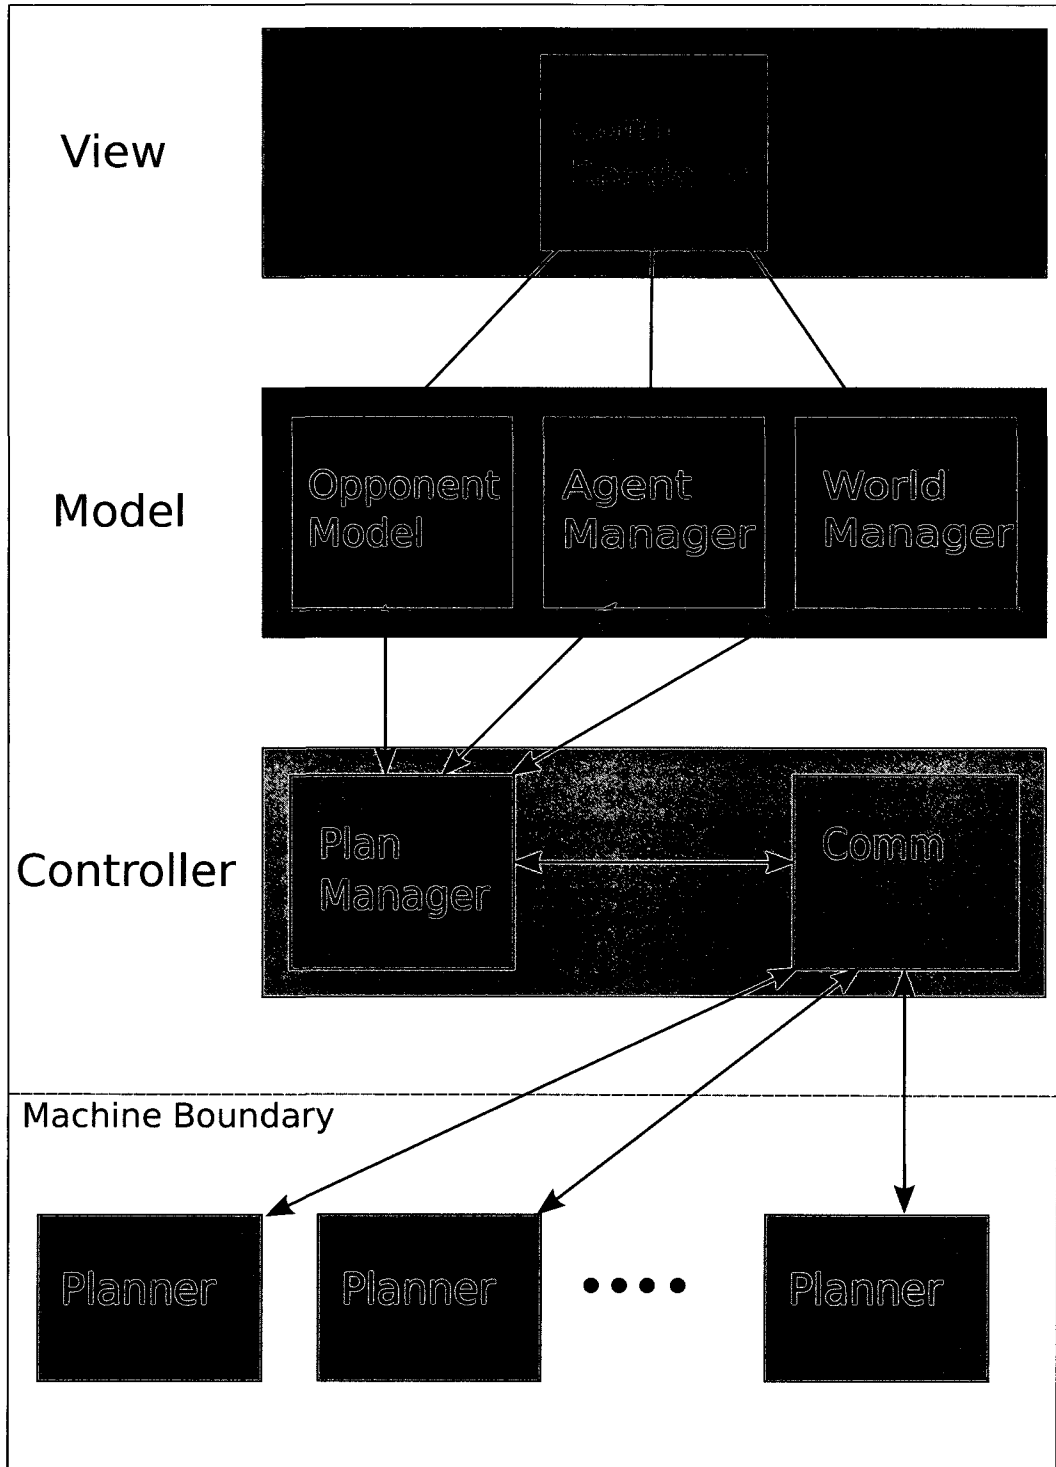 View
Opponent
Model
Agent
Manager
World
Manager
Model
Plan
Manager
Comm
Controller
Machine Boundary
Planner
Planner
Planner